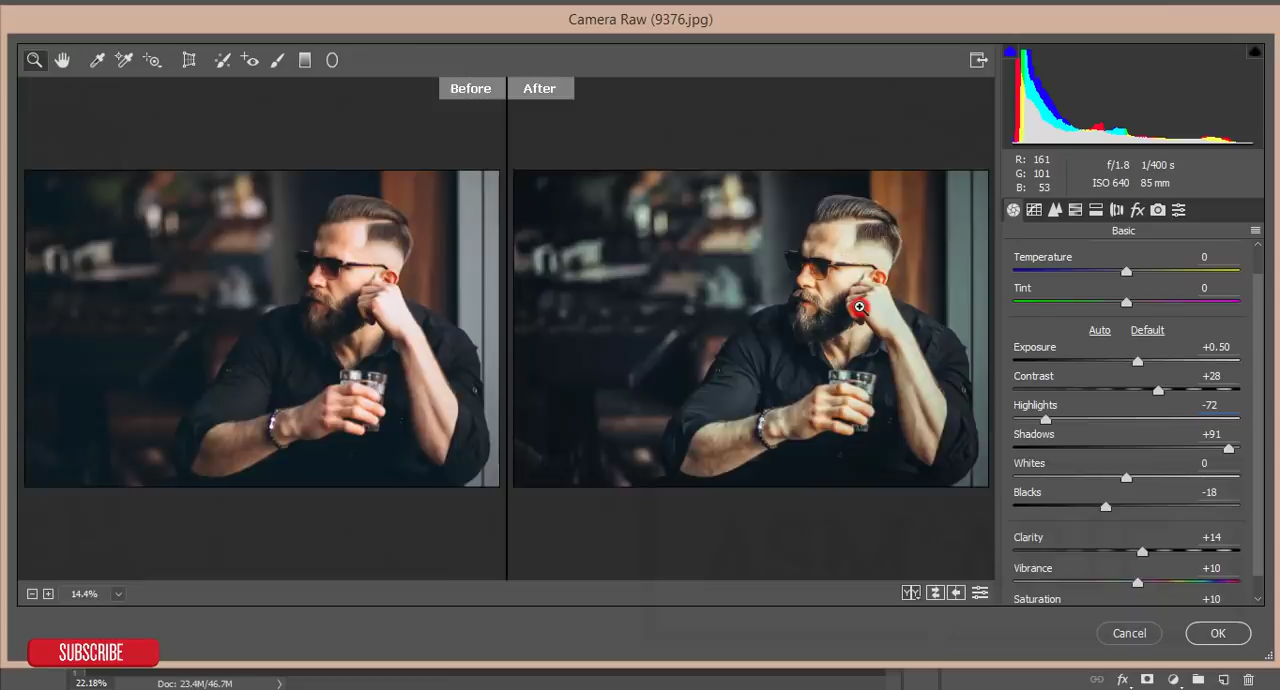 Camera Raw (9376.jpg)
Before
After
R: 161
G: 101
B: 53
f/1.8 1/400 s
ISO 640 85 mm
fx
Basic
Temperature 0
Tint 0
Auto Default
Exposure +0.50
Contrast +28
Highlights -72
Shadows +91
Whites 0
Blacks -18
Clarity +14
Vibrance +10
Saturation +10
14.4%
Y Y
Cancel OK
SUBSCRIBE
22.18% Doc: 23.4M/46.7M
fx